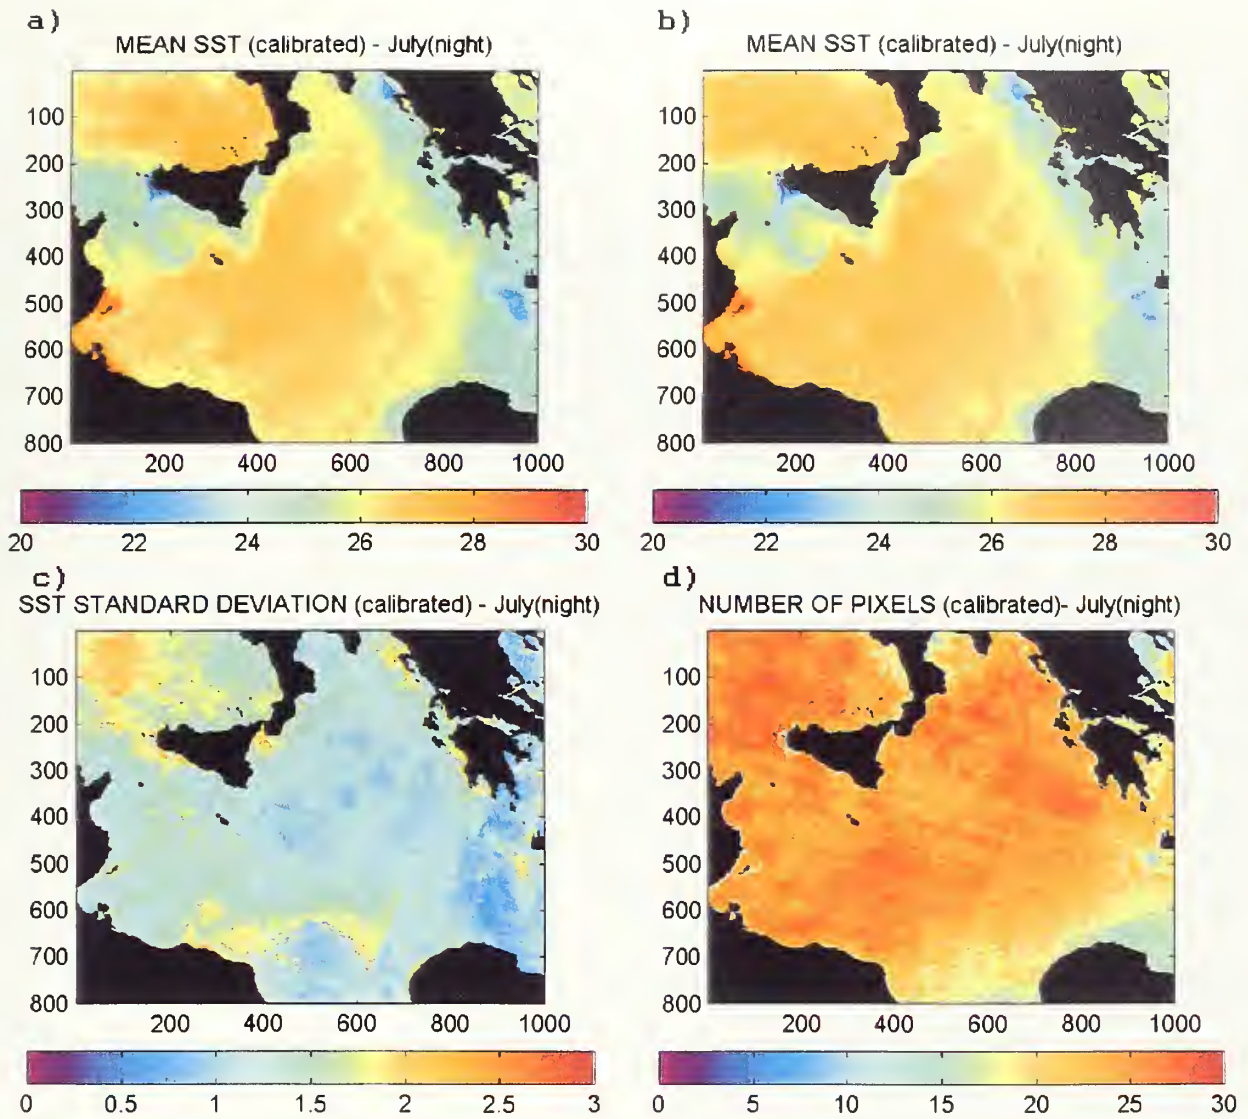 a)
MEAN SST (calibrated) - July(night)
100
200
300
400
500
600
700
800
200 400 600 800 1000
20 22 24 26 28 30
b)
MEAN SST (calibrated) - July(night)
100
200
300
400
500
600
700
800
200 400 600 800 1000
20 22 24 26 28 30
c)
SST STANDARD DEVIATION (calibrated) - July(night)
100
200
300
400
500
600
700
800
200 400 600 800 1000
0 0.5 1 1.5 2 2.5 3
d)
NUMBER OF PIXELS (calibrated)- July(night)
100
200
300
400
500
600
700
800
200 400 600 800 1000
0 5 10 15 20 25 30